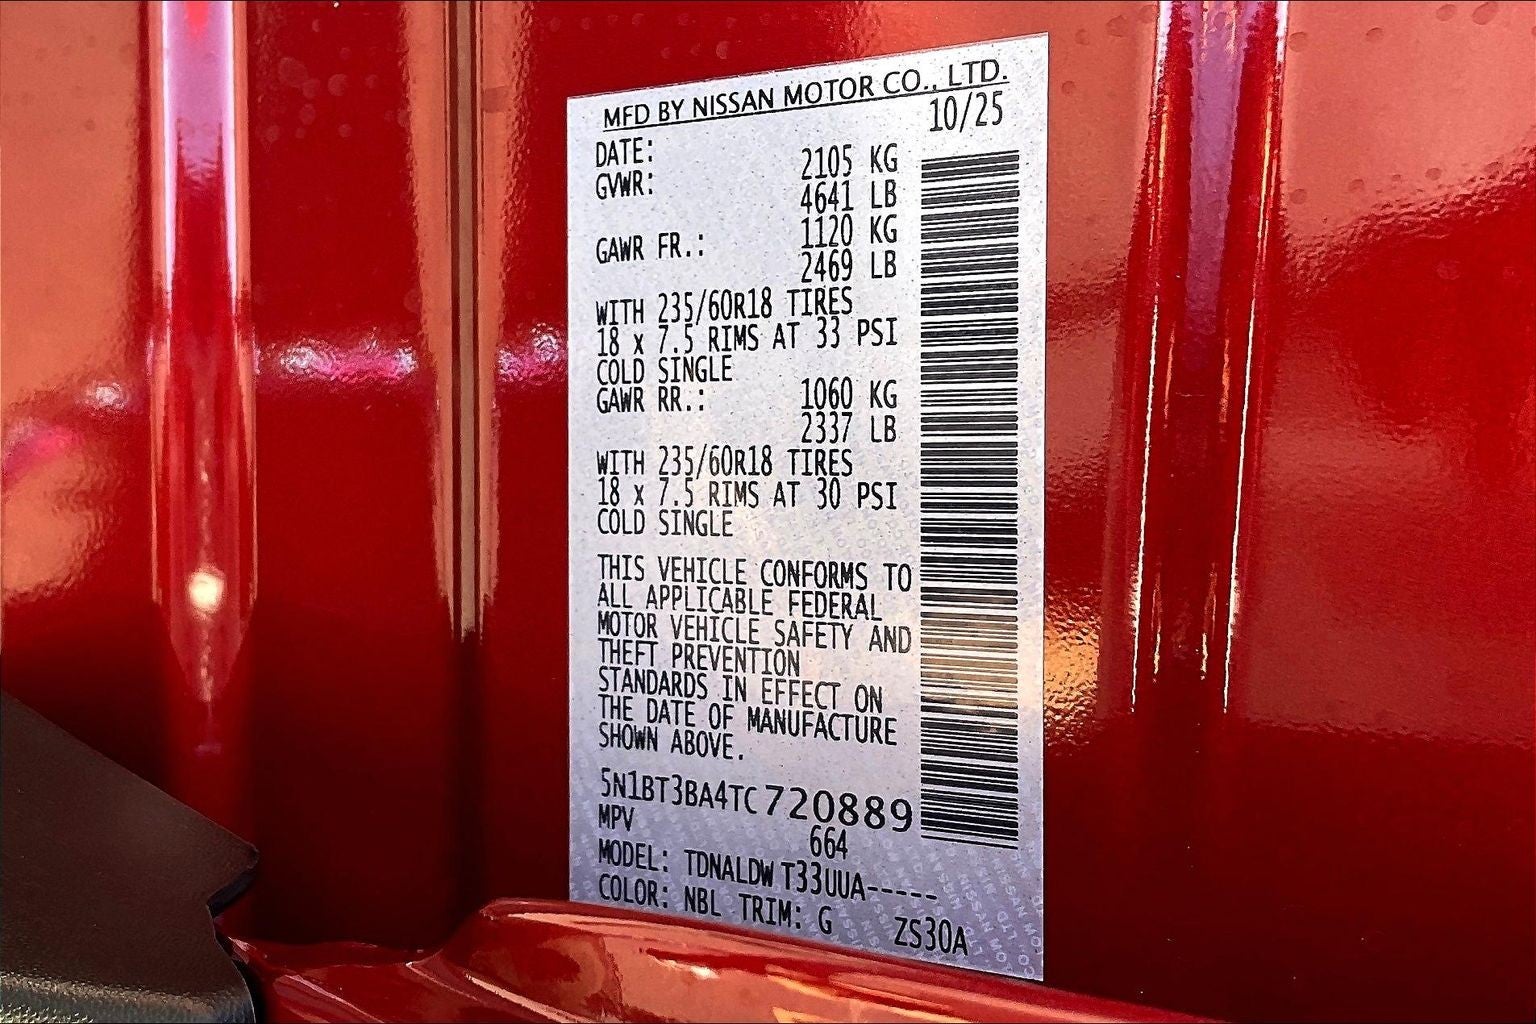 MFD BY NISSAN MOTOR CO., LTD.
DATE: 10/25
GVWR: 2105 KG
4641 LB
GAWR FR.: 1120 KG
2469 LB
WITH 235/60R18 TIRES
18 x 7.5 RIMS AT 33 PSI
COLD SINGLE
GAWR RR.: 1060 KG
2337 LB
WITH 235/60R18 TIRES
18 x 7.5 RIMS AT 30 PSI
COLD SINGLE
THIS VEHICLE CONFORMS TO
ALL APPLICABLE FEDERAL
MOTOR VEHICLE SAFETY AND
THEFT PREVENTION
STANDARDS IN EFFECT ON
THE DATE OF MANUFACTURE
SHOWN ABOVE.
5N1BT3BA4TC720889
MPV 664
MODEL: TDNALDW T33UUA-----
COLOR: NBL TRIM: G ZS30A